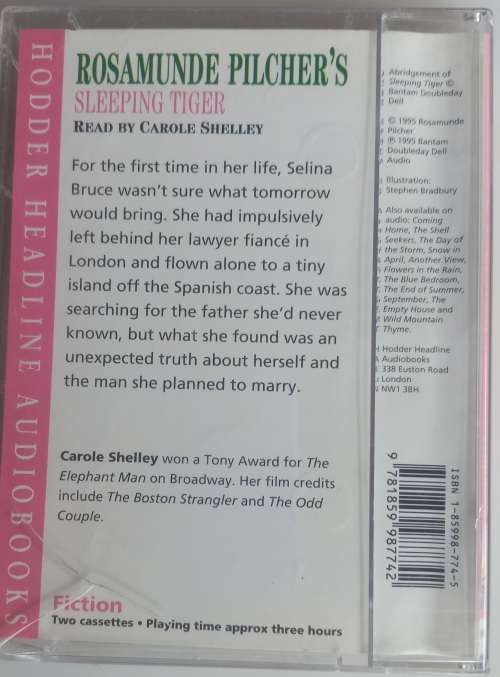 HODDER HEADLINE AUDIOBOOKS
ROSAMUNDE PILCHER'S
SLEEPING TIGER
READ BY CAROLE SHELLEY
For the first time in her life, Selina
Bruce wasn't sure what tomorrow
would bring. She had impulsively
left behind her lawyer fiancé in
London and flown alone to a tiny
island off the Spanish coast. She was
searching for the father she'd never
known, but what she found was an
unexpected truth about herself and
the man she planned to marry.
Carole Shelley won a Tony Award for The
Elephant Man on Broadway. Her film credits
include The Boston Strangler and The Odd
Couple.
Fiction
Two cassettes • Playing time approx three hours
Abridgement of
Sleeping Tiger ©
Bantam Doubleday
Dell
© 1995 Rosamunde
Pilcher
℗ 1995 Bantam
Doubleday Dell
Audio
Illustration:
Stephen Bradbury
Also available on
audio: Coming
Home, The Shell
Seekers, The Day of
the Storm, Snow in
April, Another View,
Flowers in the Rain,
The Blue Bedroom,
The End of Summer,
September, The
Empty House and
Wild Mountain
Thyme.
Hodder Headline
Audiobooks
338 Euston Road
London
NW1 3BH
ISBN 1-85998-774-5
9 781859 987742